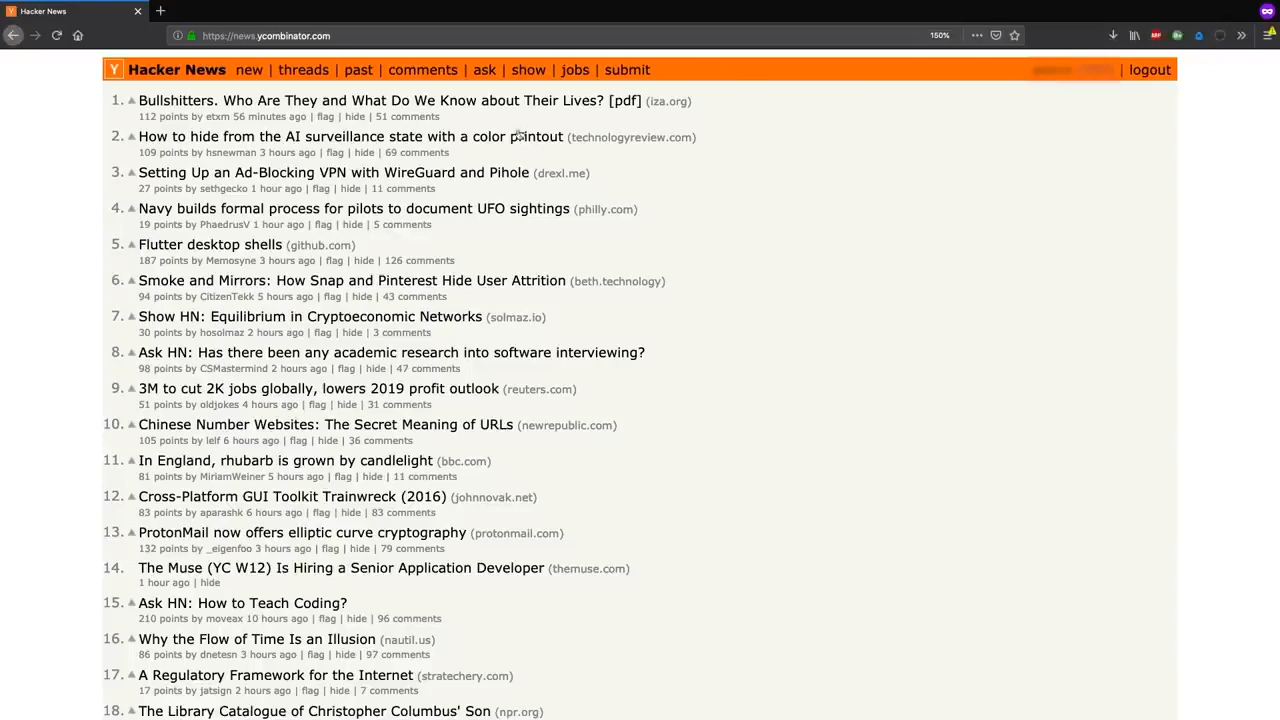 Hacker News
https://news.ycombinator.com
150%
Y Hacker News new | threads | past | comments | ask | show | jobs | submit | logout
1. Bullshitters. Who Are They and What Do We Know about Their Lives? [pdf] (iza.org)
112 points by etxm 56 minutes ago | flag | hide | 51 comments
2. How to hide from the AI surveillance state with a color printout (technologyreview.com)
109 points by hsnewman 3 hours ago | flag | hide | 69 comments
3. Setting Up an Ad-Blocking VPN with WireGuard and Pihole (drexl.me)
27 points by sethgecko 1 hour ago | flag | hide | 11 comments
4. Navy builds formal process for pilots to document UFO sightings (philly.com)
19 points by PhaedrusV 1 hour ago | flag | hide | 5 comments
5. Flutter desktop shells (github.com)
187 points by Memosyne 3 hours ago | flag | hide | 126 comments
6. Smoke and Mirrors: How Snap and Pinterest Hide User Attrition (beth.technology)
94 points by CitizenTekk 5 hours ago | flag | hide | 43 comments
7. Show HN: Equilibrium in Cryptoeconomic Networks (solmaz.io)
30 points by hosolmaz 2 hours ago | flag | hide | 3 comments
8. Ask HN: Has there been any academic research into software interviewing?
98 points by CSMastermind 2 hours ago | flag | hide | 47 comments
9. 3M to cut 2K jobs globally, lowers 2019 profit outlook (reuters.com)
51 points by oldjokes 4 hours ago | flag | hide | 31 comments
10. Chinese Number Websites: The Secret Meaning of URLs (newrepublic.com)
105 points by lelf 6 hours ago | flag | hide | 36 comments
11. In England, rhubarb is grown by candlelight (bbc.com)
81 points by MiriamWeiner 5 hours ago | flag | hide | 11 comments
12. Cross-Platform GUI Toolkit Trainwreck (2016) (johnnovak.net)
83 points by aparashk 6 hours ago | flag | hide | 83 comments
13. ProtonMail now offers elliptic curve cryptography (protonmail.com)
132 points by _eigenfoo 3 hours ago | flag | hide | 79 comments
14. The Muse (YC W12) Is Hiring a Senior Application Developer (themuse.com)
1 hour ago | hide
15. Ask HN: How to Teach Coding?
210 points by moveax 10 hours ago | flag | hide | 96 comments
16. Why the Flow of Time Is an Illusion (nautil.us)
86 points by dnetesn 3 hours ago | flag | hide | 97 comments
17. A Regulatory Framework for the Internet (stratechery.com)
17 points by jatsign 2 hours ago | flag | hide | 7 comments
18. The Library Catalogue of Christopher Columbus' Son (npr.org)